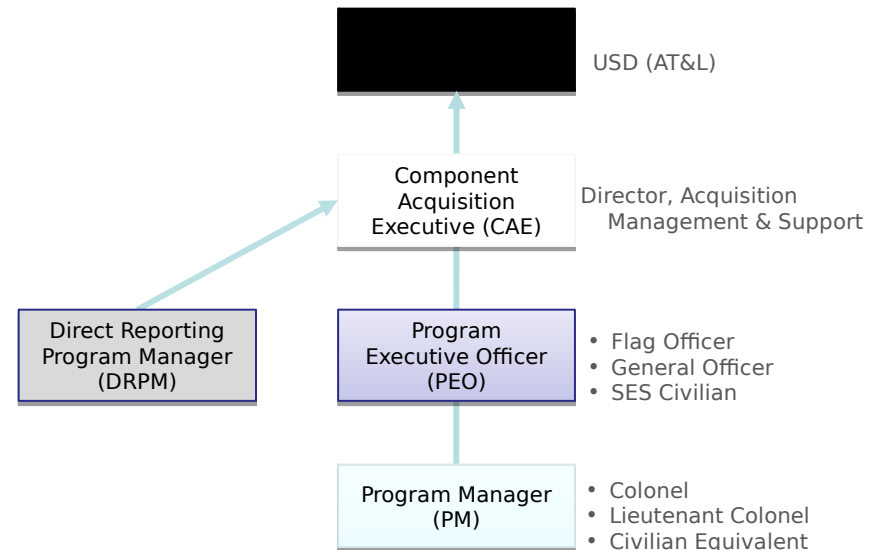 USD (AT&L)
Component
Acquisition
Executive (CAE)
Director, Acquisition
Management & Support
Direct Reporting
Program Manager
(DRPM)
Program
Executive Officer
(PEO)
• Flag Officer
• General Officer
• SES Civilian
Program Manager
(PM)
• Colonel
• Lieutenant Colonel
• Civilian Equivalent